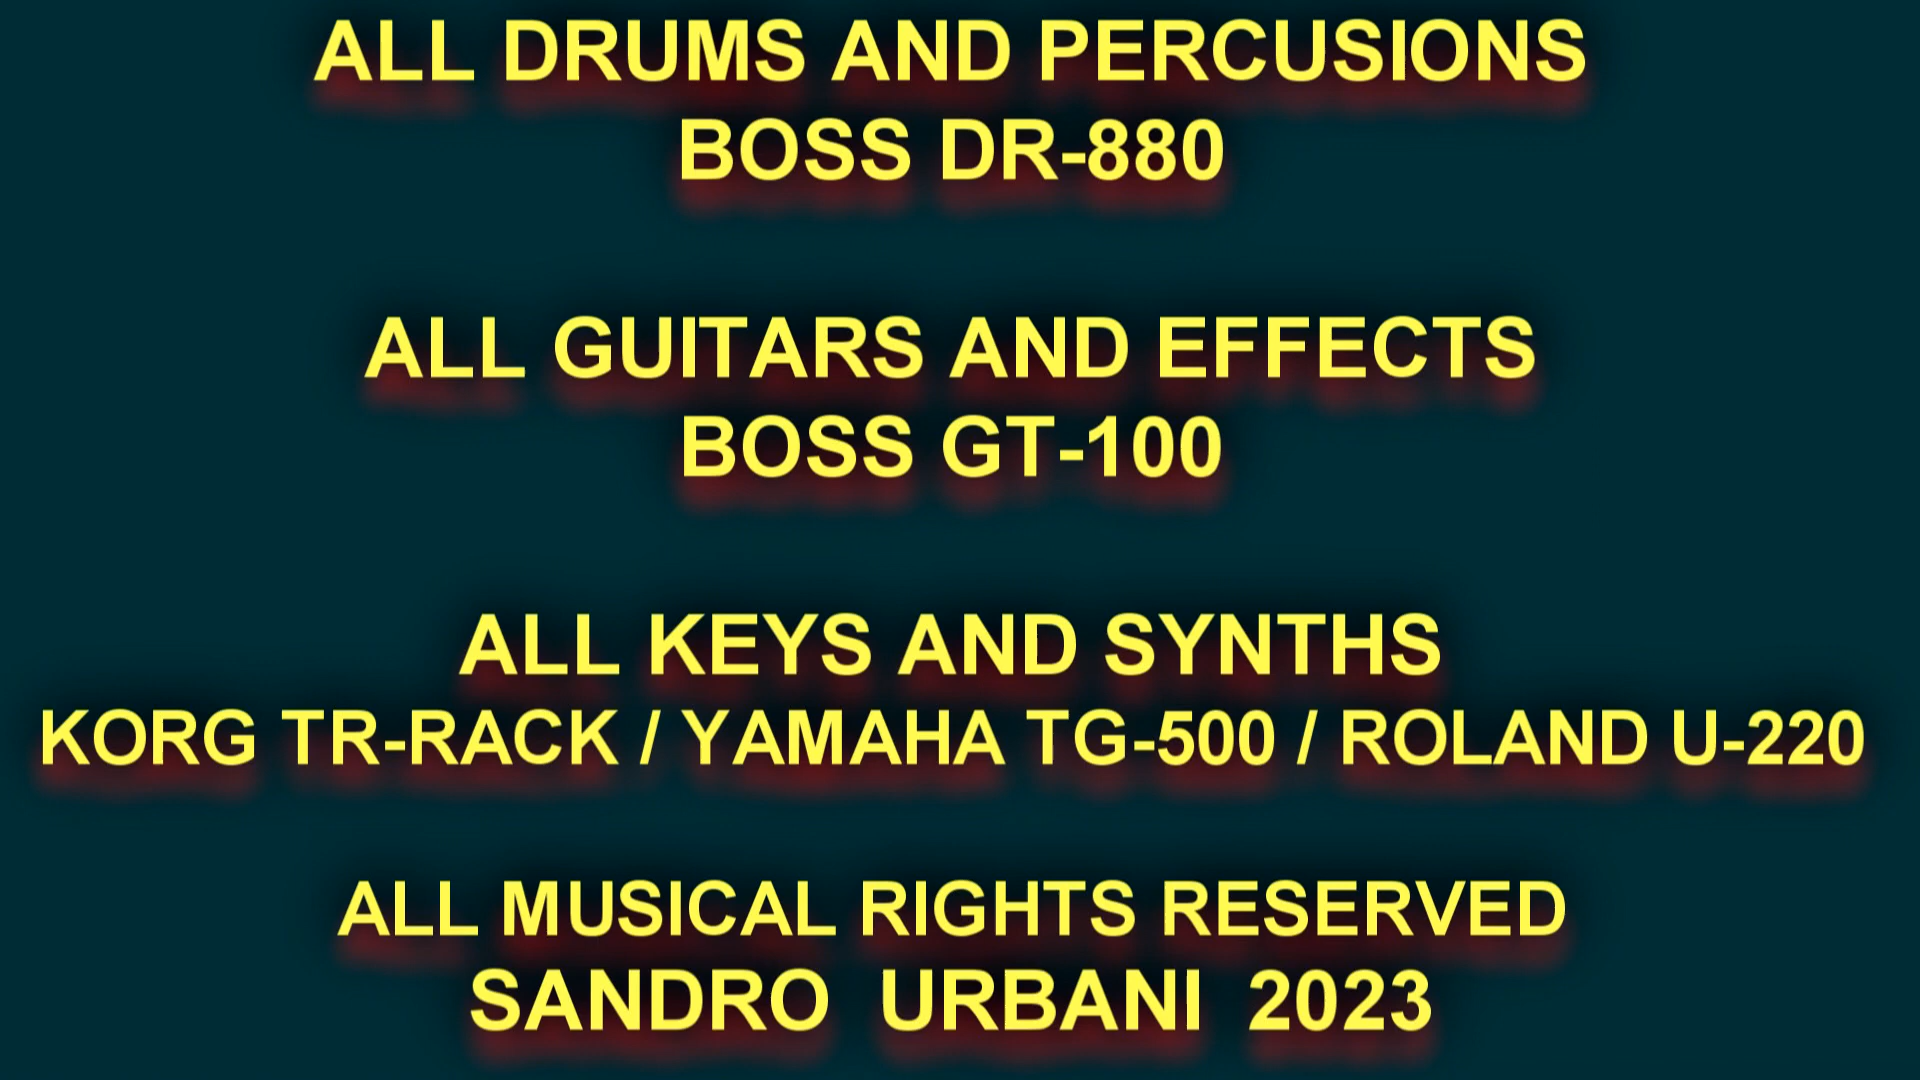 ALL DRUMS AND PERCUSIONS
BOSS DR-880
ALL GUITARS AND EFFECTS
BOSS GT-100
ALL KEYS AND SYNTHS
KORG TR-RACK / YAMAHA TG-500 / ROLAND U-220
ALL MUSICAL RIGHTS RESERVED
SANDRO URBANI 2023